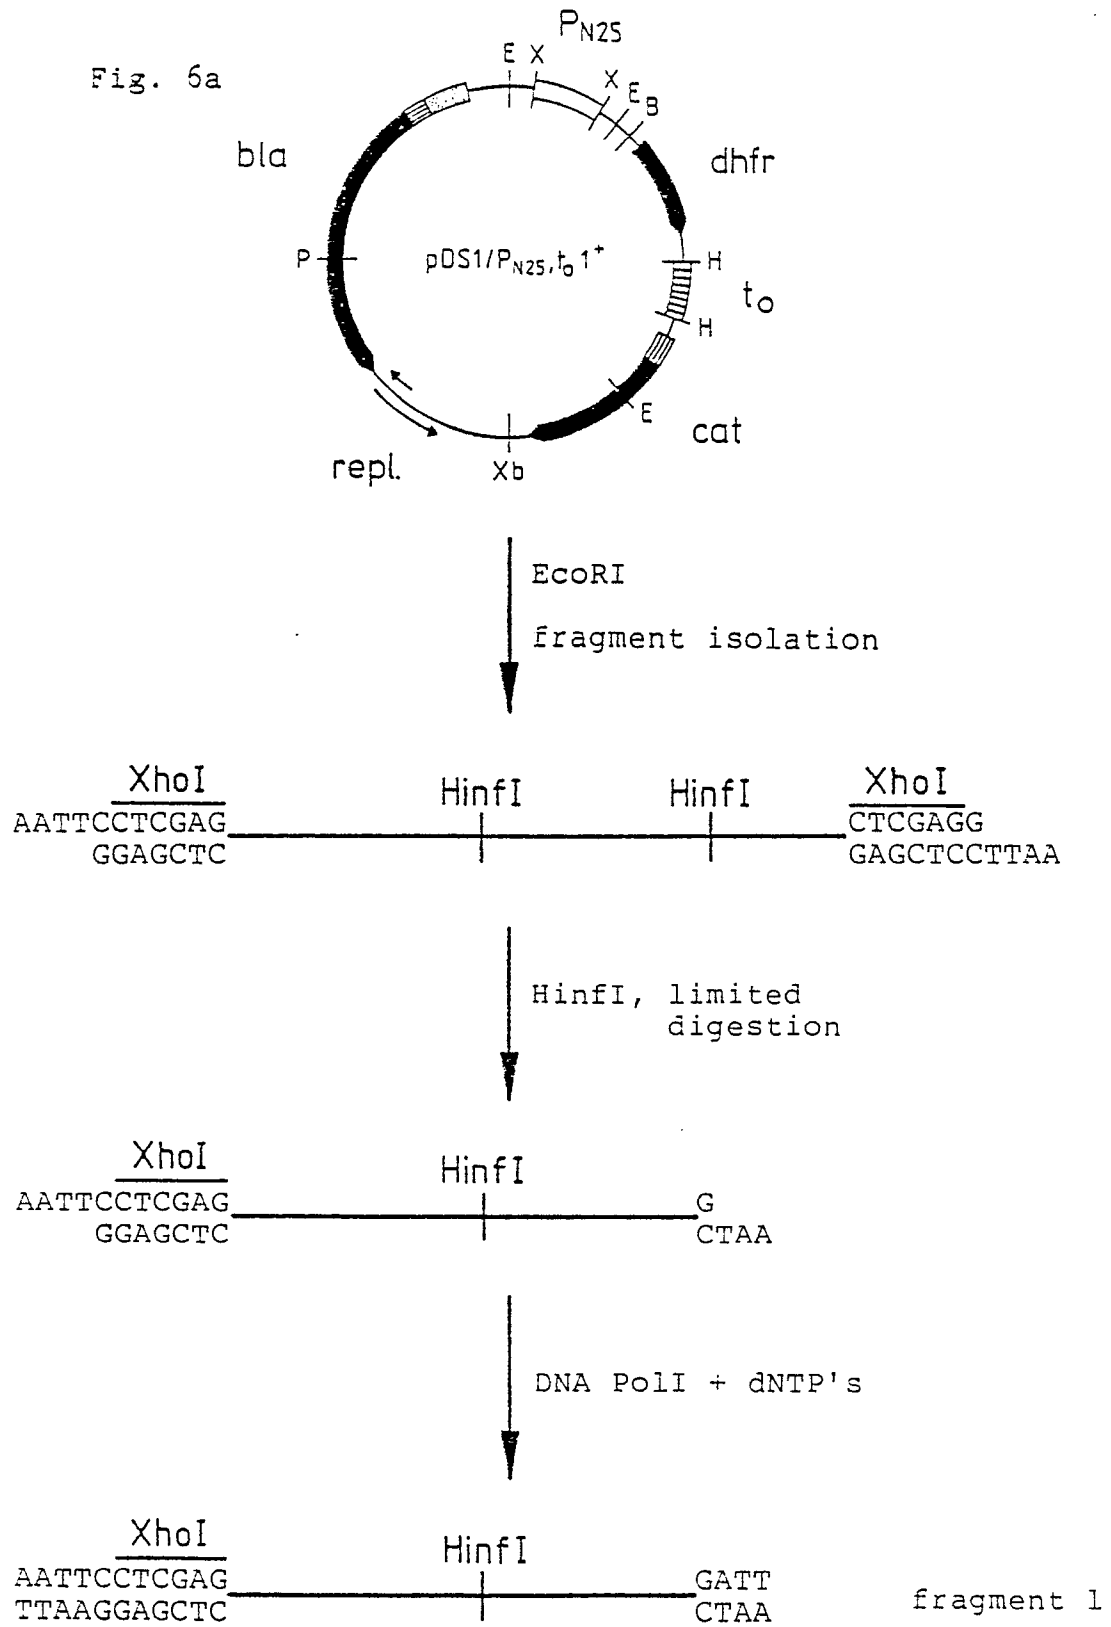 Fig. 6a
PN25
E X
X
E
B
bla
dhfr
P
pDS1/PN25,to1+
H
to
H
E
cat
repl.
Xb
EcoRI
fragment isolation
XhoI HinfI HinfI XhoI
AATTCCTCGAG CTCGAGG
GGAGCTC GAGCTCCTTAA
HinfI, limited
digestion
XhoI HinfI
AATTCCTCGAG G
GGAGCTC CTAA
DNA PolI + dNTP's
XhoI HinfI
AATTCCTCGAG GATT
TTAAGGAGCTC CTAA
fragment 1